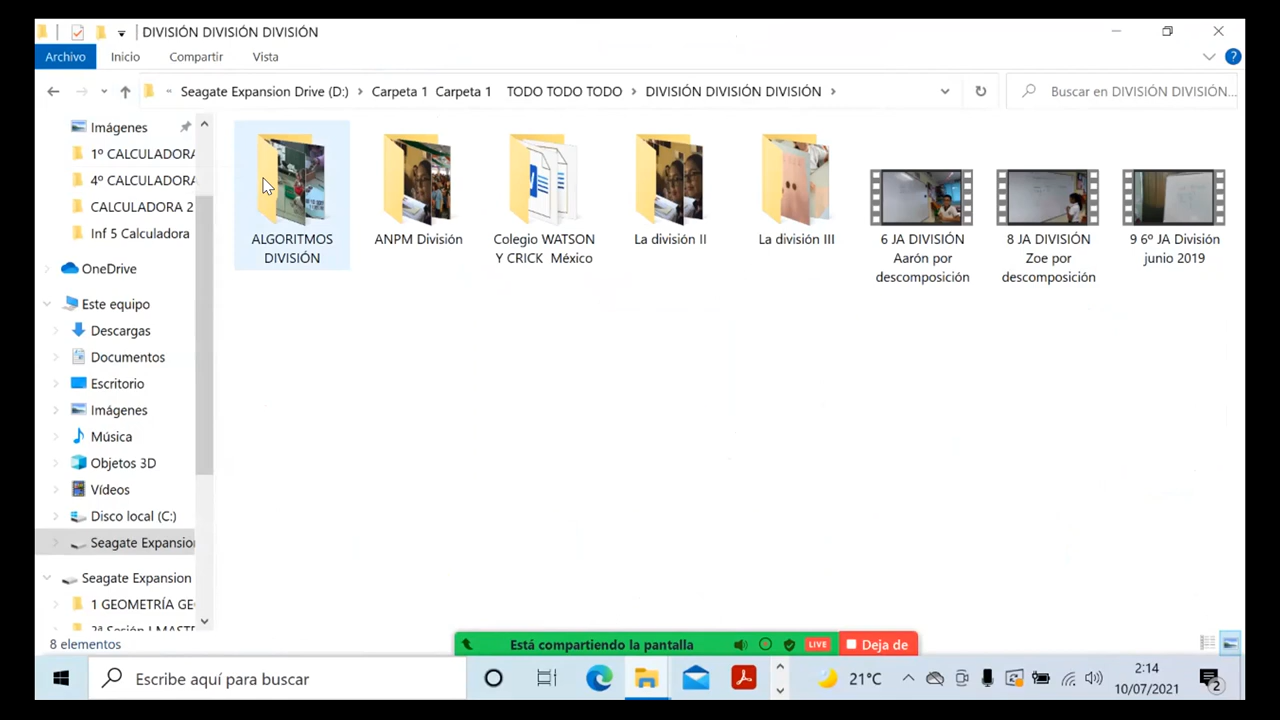 DIVISIÓN DIVISIÓN DIVISIÓN
Archivo Inicio Compartir Vista
« Seagate Expansion Drive (D:) > Carpeta 1 Carpeta 1 TODO TODO TODO > DIVISIÓN DIVISIÓN DIVISIÓN >
Buscar en DIVISIÓN DIVISIÓN...
Imágenes
1º CALCULADORA
4º CALCULADORA
CALCULADORA 2
Inf 5 Calculadora
OneDrive
Este equipo
Descargas
Documentos
Escritorio
Imágenes
Música
Objetos 3D
Vídeos
Disco local (C:)
Seagate Expansion
Seagate Expansion
1 GEOMETRÍA GE
2ª Sesión I MAST
ALGORITMOS
DIVISIÓN
ANPM División
Colegio WATSON
Y CRICK México
La división II
La división III
6 JA DIVISIÓN
Aarón por
descomposición
8 JA DIVISIÓN
Zoe por
descomposición
9 6º JA División
junio 2019
8 elementos
Está compartiendo la pantalla
LIVE
Deja de
Escribe aquí para buscar
21°C
2:14
10/07/2021
2